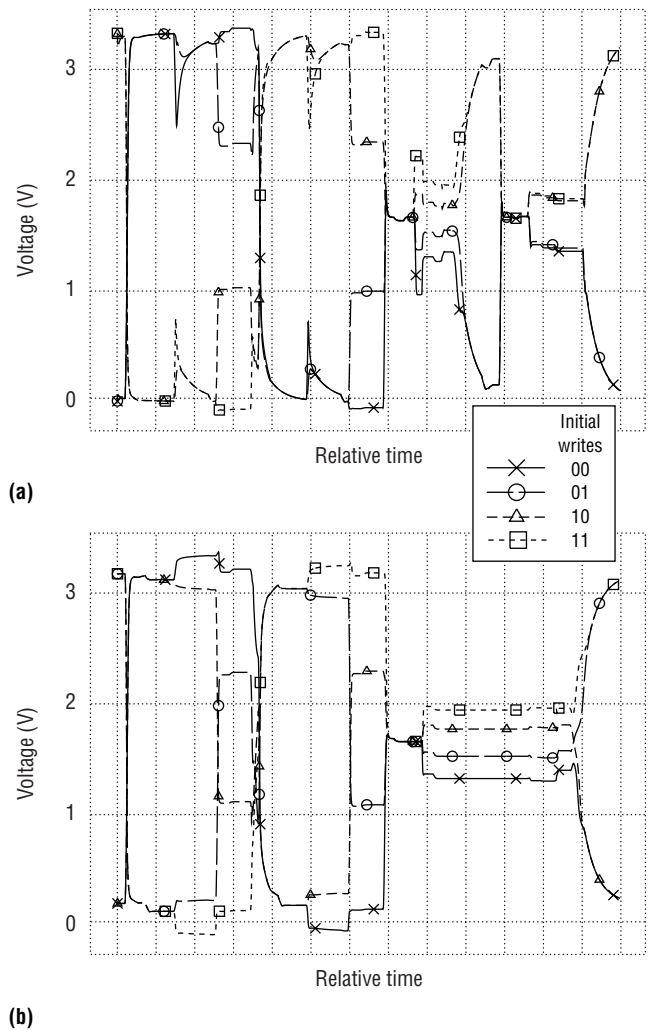 3
2
1
0
Voltage (V)
Relative time
(a)
Initial
writes
00
01
10
11
3
2
1
0
Voltage (V)
Relative time
(b)